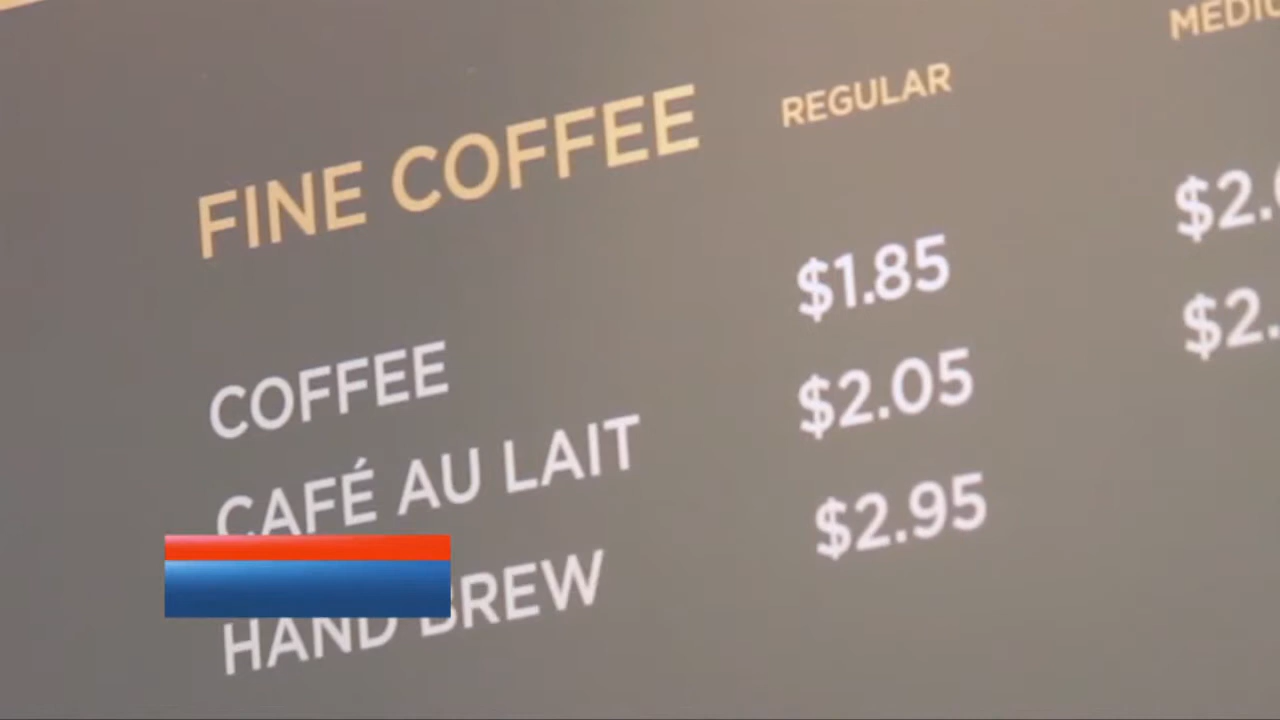 FINE COFFEE REGULAR
COFFEE $1.85
CAFÉ AU LAIT $2.05
HAND BREW $2.95